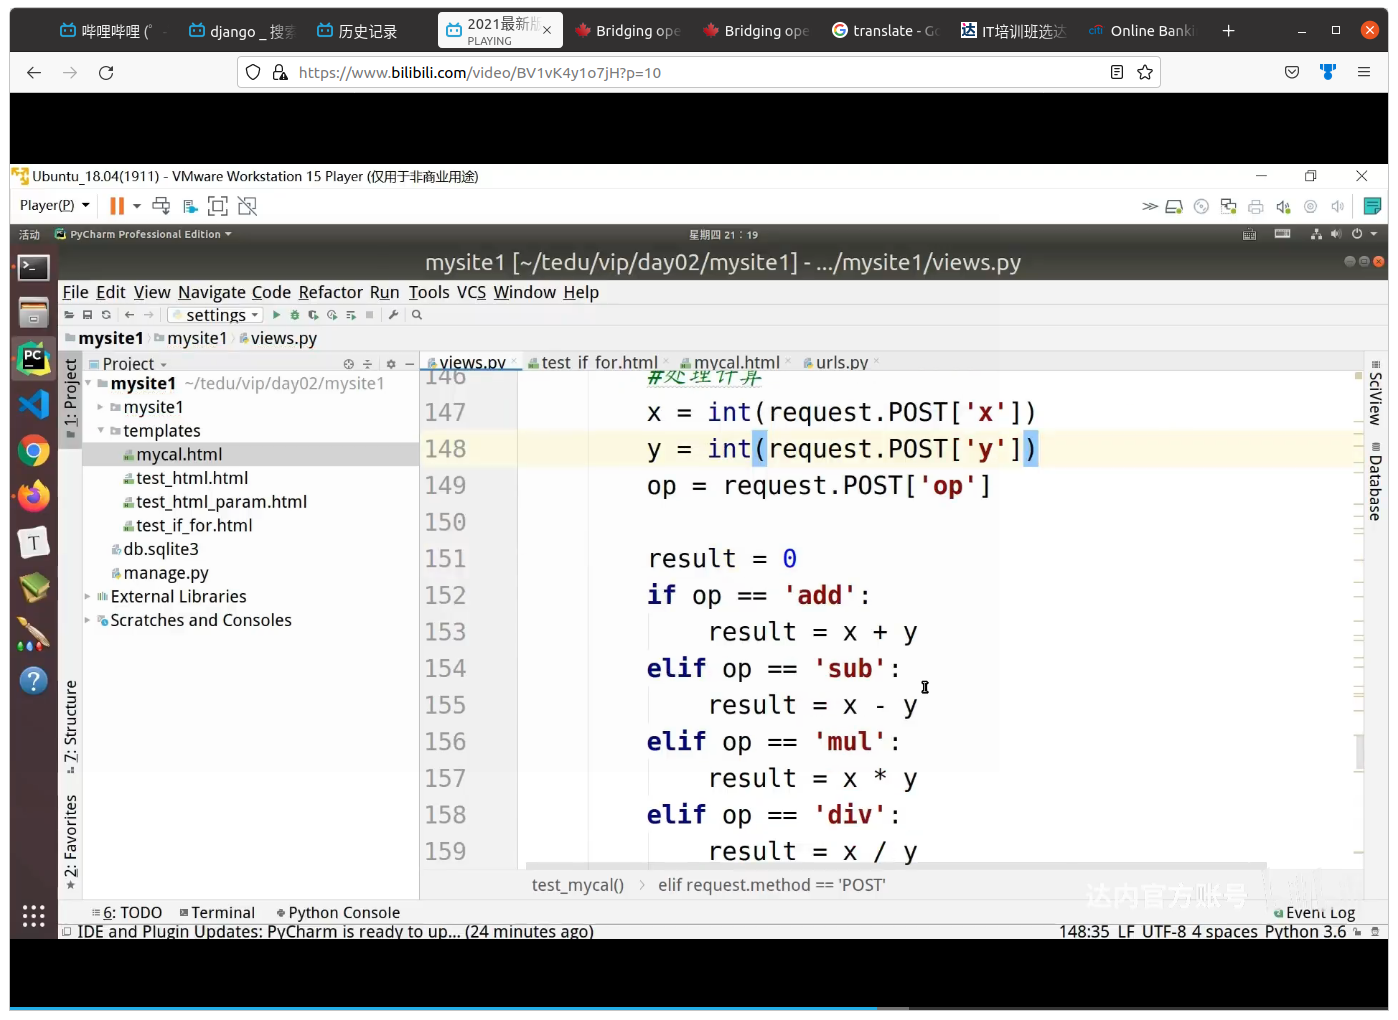 哔哩哔哩 (
django _ 搜索
历史记录
2021最新版
PLAYING
Bridging ope
Bridging ope
translate - Go
IT培训班选达
Online Banki
https://www.bilibili.com/video/BV1vK4y1o7jH?p=10
Ubuntu_18.04(1911) - VMware Workstation 15 Player (仅用于非商业用途)
Player(P)
活动 PyCharm Professional Edition 星期四 21：19
mysite1 [~/tedu/vip/day02/mysite1] - .../mysite1/views.py
File Edit View Navigate Code Refactor Run Tools VCS Window Help
settings
mysite1 mysite1 views.py
Project
views.py test_if_for.html mycal.html urls.py
1: Project
mysite1 ~/tedu/vip/day02/mysite1
mysite1
templates
mycal.html
test_html.html
test_html_param.html
test_if_for.html
db.sqlite3
manage.py
External Libraries
Scratches and Consoles
7: Structure
2: Favorites
146 #处理计算
147 x = int(request.POST['x'])
148 y = int(request.POST['y'])
149 op = request.POST['op']
150
151 result = 0
152 if op == 'add':
153 result = x + y
154 elif op == 'sub':
155 result = x - y
156 elif op == 'mul':
157 result = x * y
158 elif op == 'div':
159 result = x / y
SciView
Database
test_mycal() elif request.method == 'POST'
达内官方账号
6: TODO Terminal Python Console Event Log
IDE and Plugin Updates: PyCharm is ready to up... (24 minutes ago) 148:35 LF UTF-8 4 spaces Python 3.6